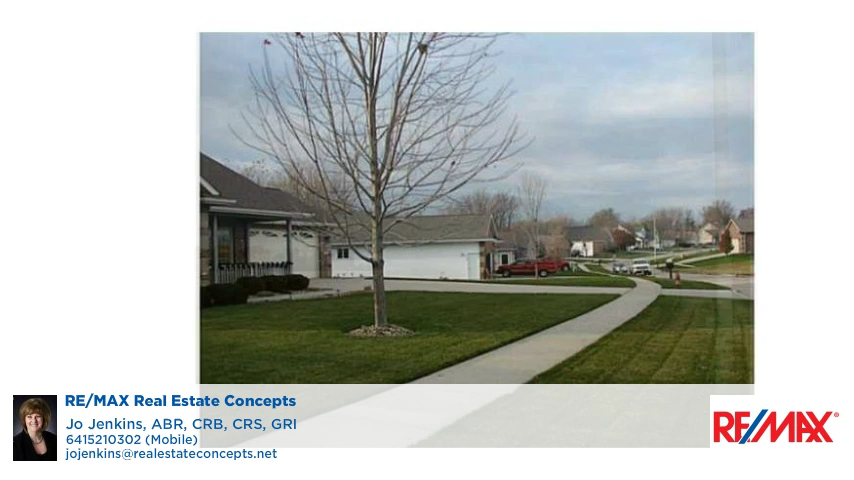 RE/MAX Real Estate Concepts
Jo Jenkins, ABR, CRB, CRS, GRI
6415210302 (Mobile)
jojenkins@realestateconcepts.net
RE/MAX®